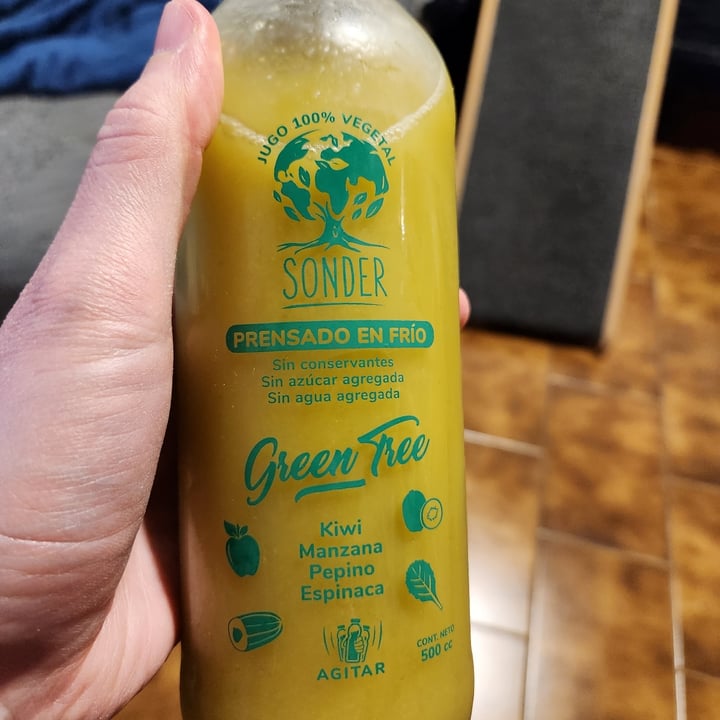 JUGO 100% VEGETAL
SONDER
PRENSADO EN FRÍO
Sin conservantes
Sin azúcar agregada
Sin agua agregada
Green Tree
Kiwi
Manzana
Pepino
Espinaca
AGITAR
CONT. NETO
500 cc